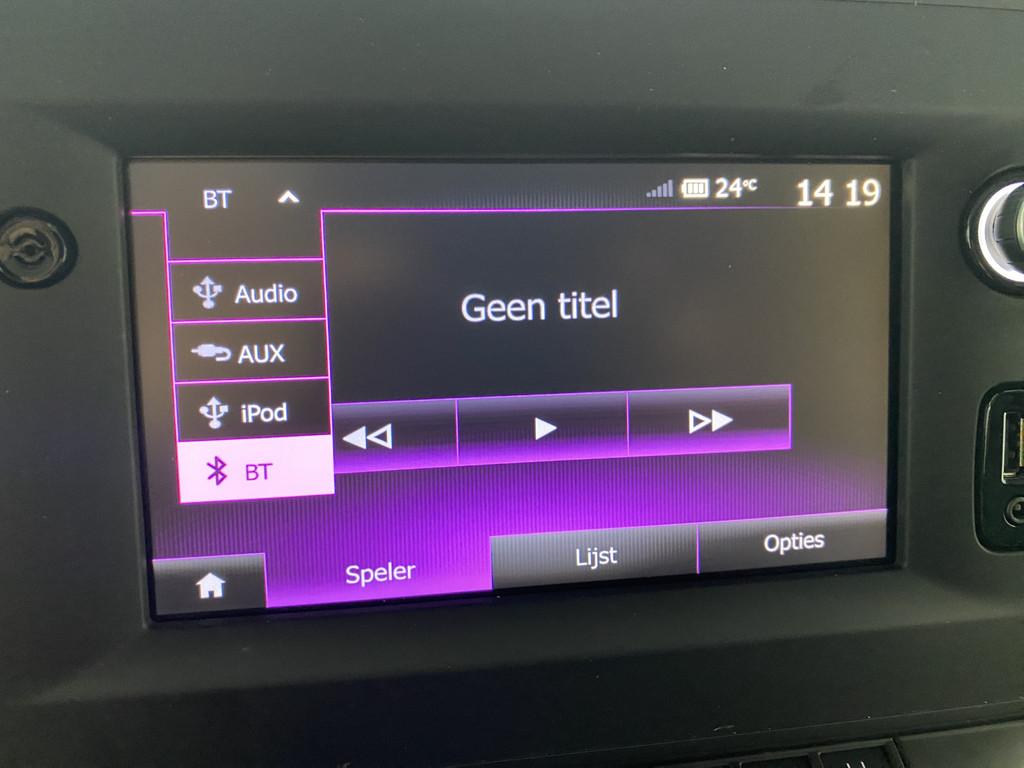 BT
24°C 14 19
Audio
AUX
iPod
BT
Geen titel
Speler
Lijst
Opties